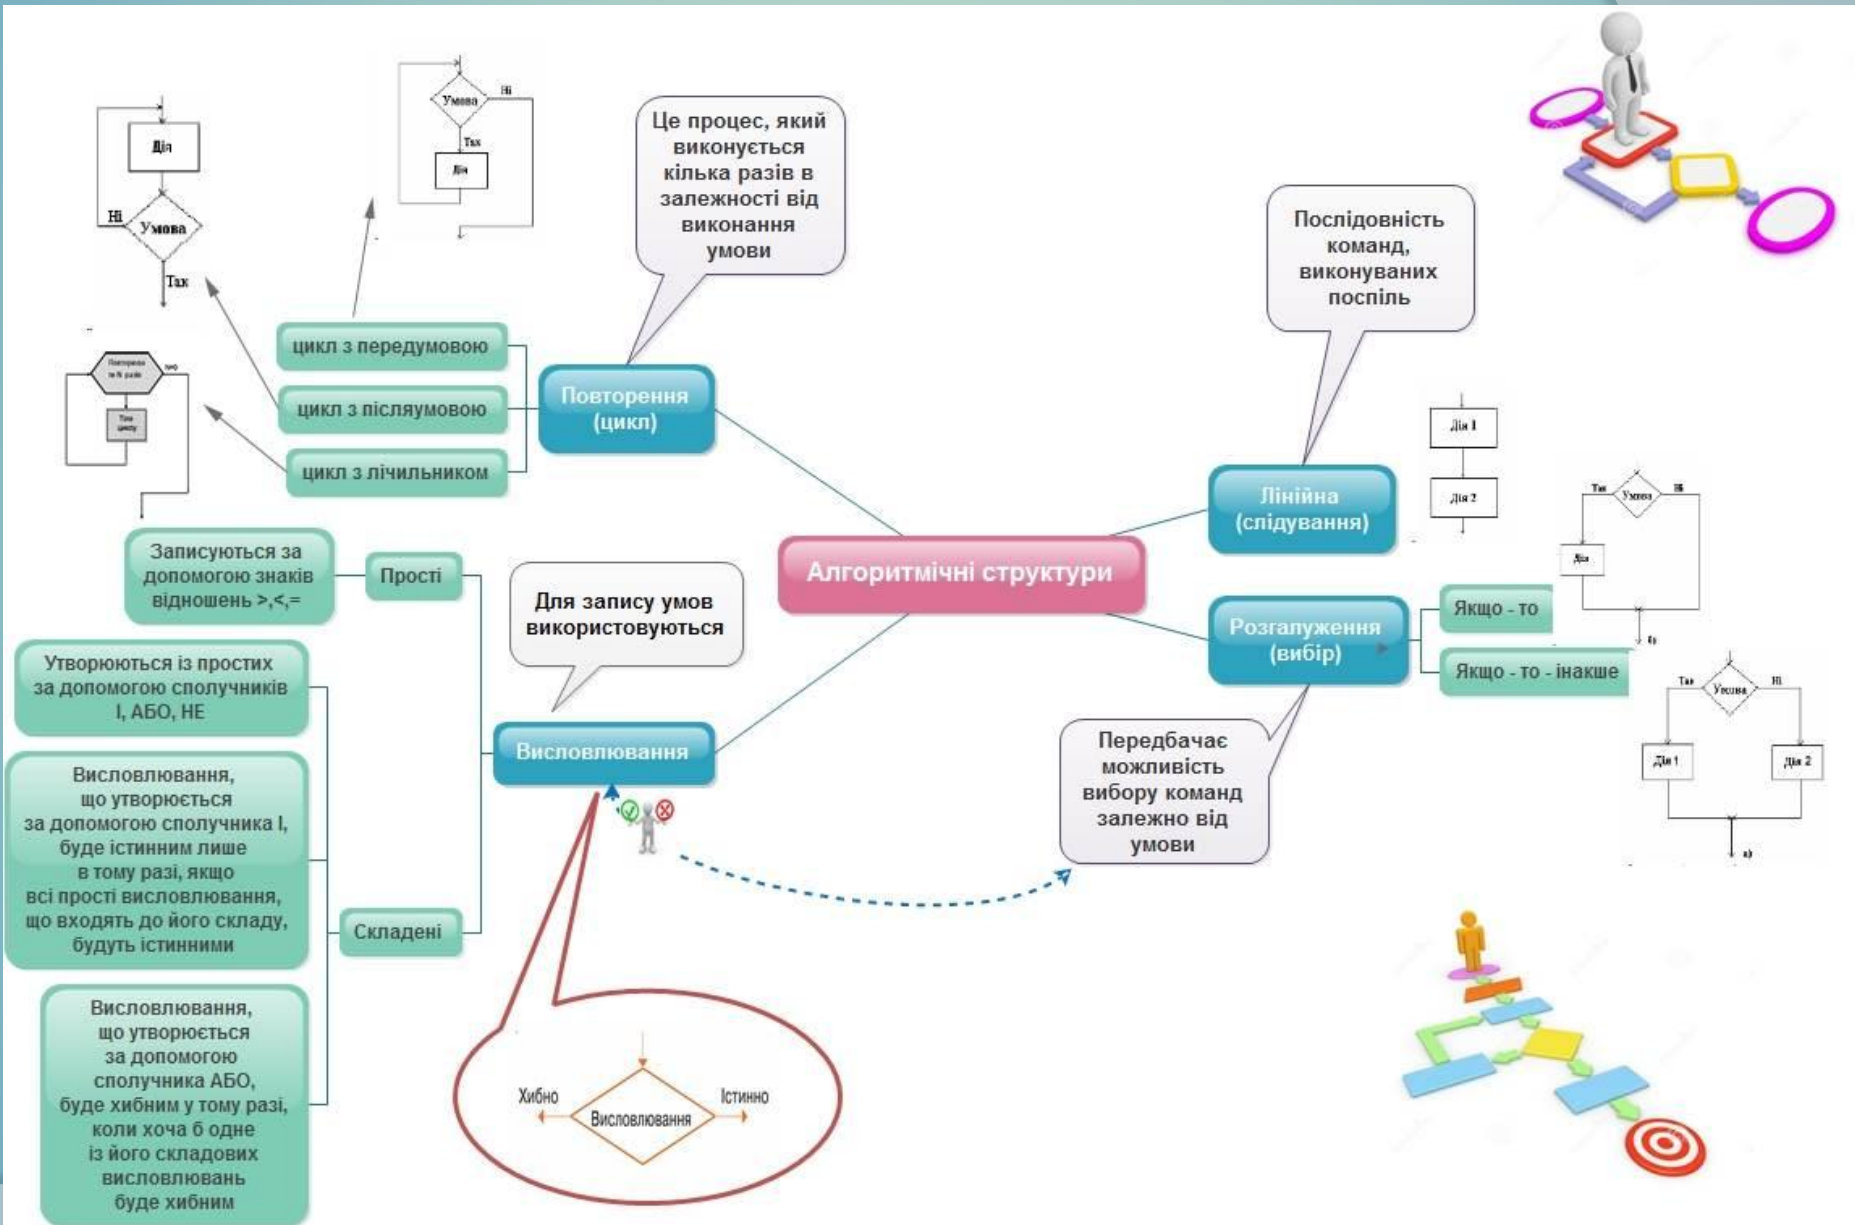 Умова
Ні
Так
Дія
Дія
Ні
Умова
Так
Це процес, який
виконується
кілька разів в
залежності від
виконання
умови
Послідовність
команд,
виконуваних
поспіль
цикл з передумовою
цикл з післяумовою
цикл з лічильником
Повторення
(цикл)
Тіло
циклу
Лінійна
(слідування)
Дія 1
Дія 2
Так
Умова
Ні
Дія
Алгоритмічні структури
Записуються за
допомогою знаків
відношень >,<,=
Прості
Для запису умов
використовуються
Розгалуження
(вибір)
Якщо - то
Якщо - то - інакше
Так
Умова
Ні
Дія 1
Дія 2
Утворюються із простих
за допомогою сполучників
І, АБО, НЕ
Висловлювання
Передбачає
можливість
вибору команд
залежно від
умови
Висловлювання,
що утворюється
за допомогою сполучника І,
буде істинним лише
в тому разі, якщо
всі прості висловлювання,
що входять до його складу,
будуть істинними
Складені
Висловлювання,
що утворюється
за допомогою
сполучника АБО,
буде хибним у тому разі,
коли хоча б одне
із його складових
висловлювань
буде хибним
Хибно
Істинно
Висловлювання